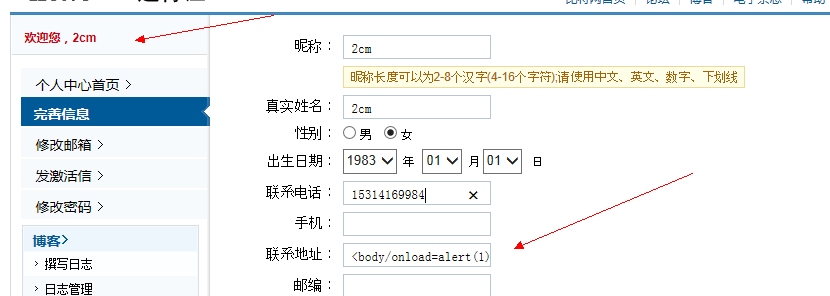 比特网首页 | 论坛 | 博客 | 电子杂志 | 帮助
欢迎您，2cm
个人中心首页 >
完善信息
修改邮箱 >
发激活信 >
修改密码 >
博客>
撰写日志
日志管理
昵称： 2cm
昵称长度可以为2-8个汉字(4-16个字符);请使用中文、英文、数字、下划线
真实姓名： 2cm
性别： 男 女
出生日期： 1983 年 01 月 01 日
联系电话： 15314169984 ×
手机：
联系地址： <body/onload=alert(1)
邮编：